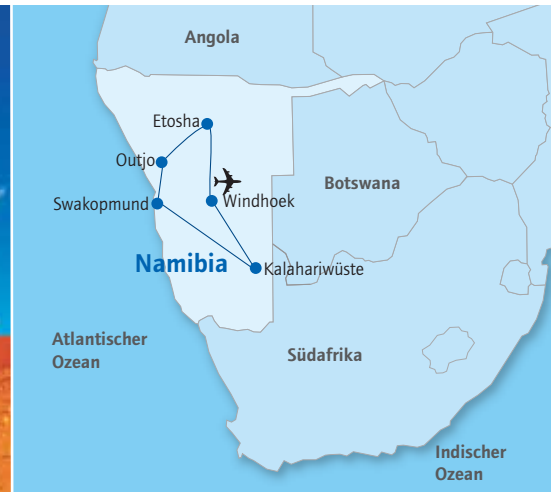 Angola
Etosha
Outjo
Botswana
Swakopmund
Windhoek
Namibia
Kalahariwüste
Atlantischer
Ozean
Südafrika
Indischer
Ozean